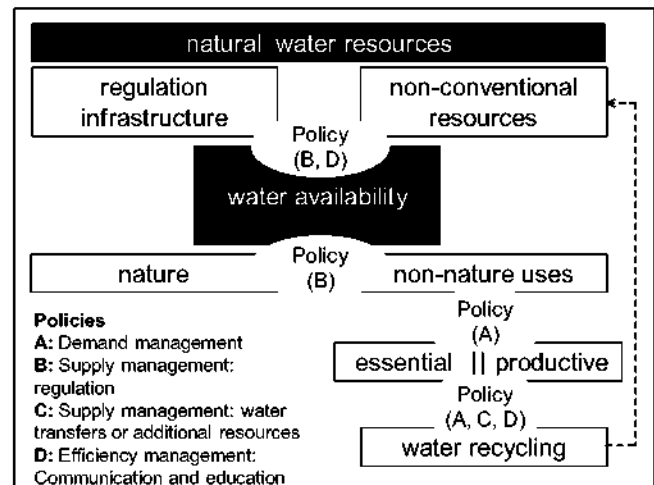 natural water resources
regulation
infrastructure
non-conventional
resources
Policy
(B, D)
water availability
nature
Policy
(B)
non-nature uses
Policy
(A)
essential || productive
Policy
(A, C, D)
water recycling
Policies
A: Demand management
B: Supply management:
regulation
C: Supply management: water
transfers or additional resources
D: Efficiency management:
Communication and education